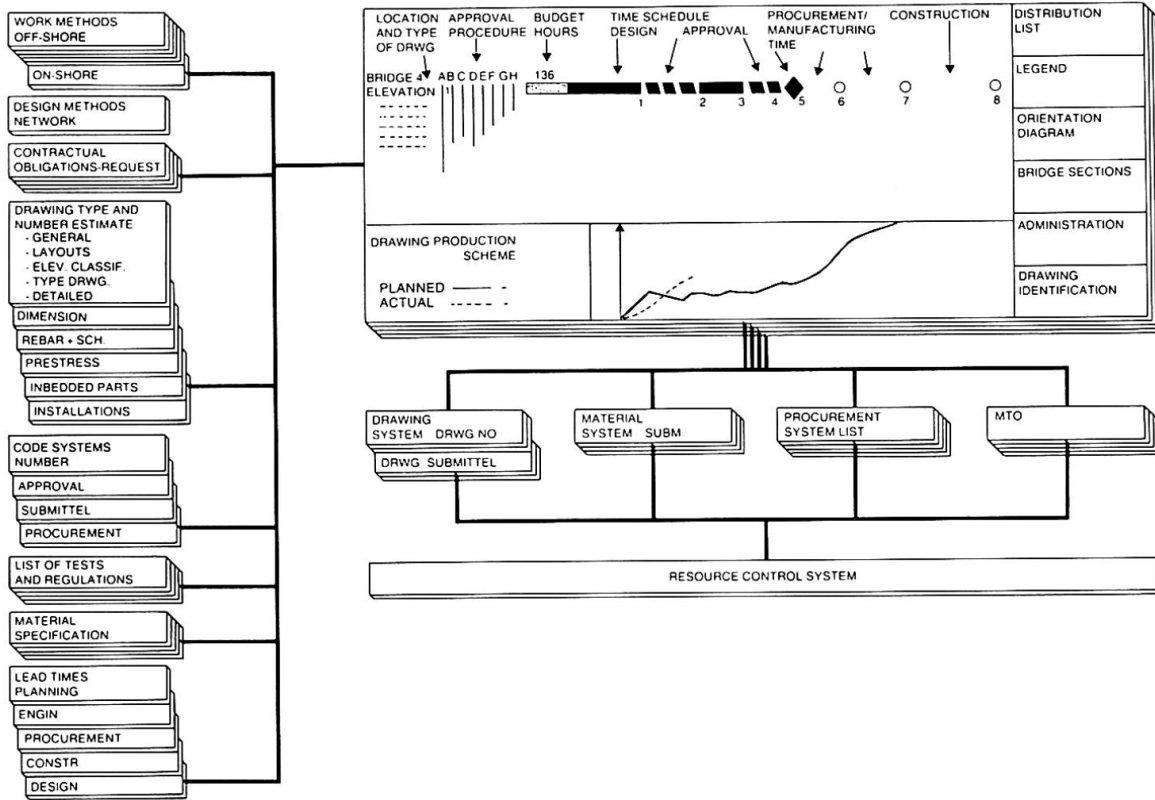 WORK METHODS
OFF-SHORE
ON-SHORE
DESIGN METHODS
NETWORK
CONTRACTUAL
OBLIGATIONS-REQUEST
DRAWING TYPE AND
NUMBER ESTIMATE
- GENERAL
- LAYOUTS
- ELEV. CLASSIF.
- TYPE DRWG.
- DETAILED
DIMENSION
REBAR + SCH.
PRESTRESS
INBEDDED PARTS
INSTALLATIONS
CODE SYSTEMS
NUMBER
APPROVAL
SUBMITTEL
PROCUREMENT
LIST OF TESTS
AND REGULATIONS
MATERIAL
SPECIFICATION
LEAD TIMES
PLANNING
ENGIN
PROCUREMENT
CONSTR
DESIGN
LOCATION
AND TYPE
OF DRWG
APPROVAL
PROCEDURE
BUDGET
HOURS
TIME SCHEDULE
DESIGN
APPROVAL
PROCUREMENT/
MANUFACTURING
TIME
CONSTRUCTION
BRIDGE 4
ELEVATION
ABC DEF GH
136
1 2 3 4 5 6 7 8
DRAWING PRODUCTION
SCHEME
PLANNED
ACTUAL
DISTRIBUTION
LIST
LEGEND
ORIENTATION
DIAGRAM
BRIDGE SECTIONS
ADMINISTRATION
DRAWING
IDENTIFICATION
DRAWING
SYSTEM DRWG NO
DRWG SUBMITTEL
MATERIAL
SYSTEM SUBM
PROCUREMENT
SYSTEM LIST
MTO
RESOURCE CONTROL SYSTEM